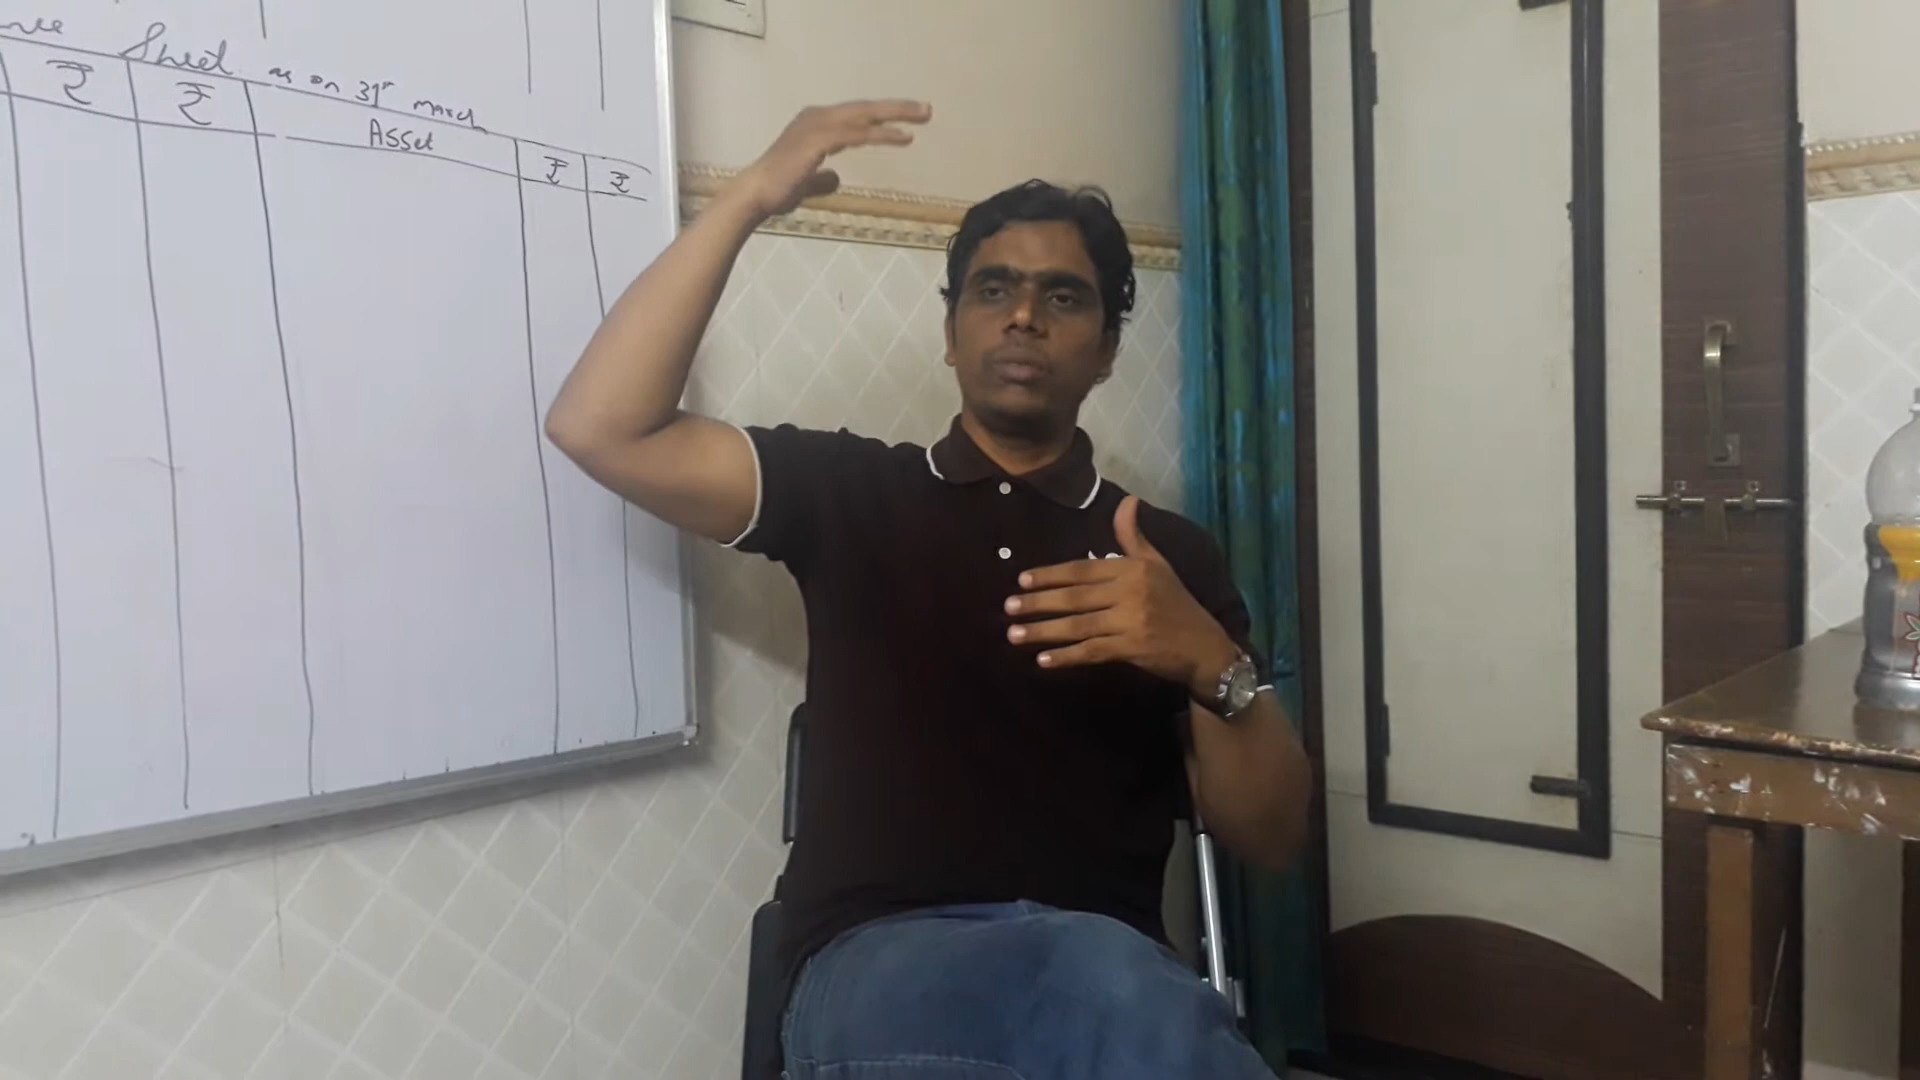 Sheet as on 31st march
₹ ₹ Asset ₹ ₹